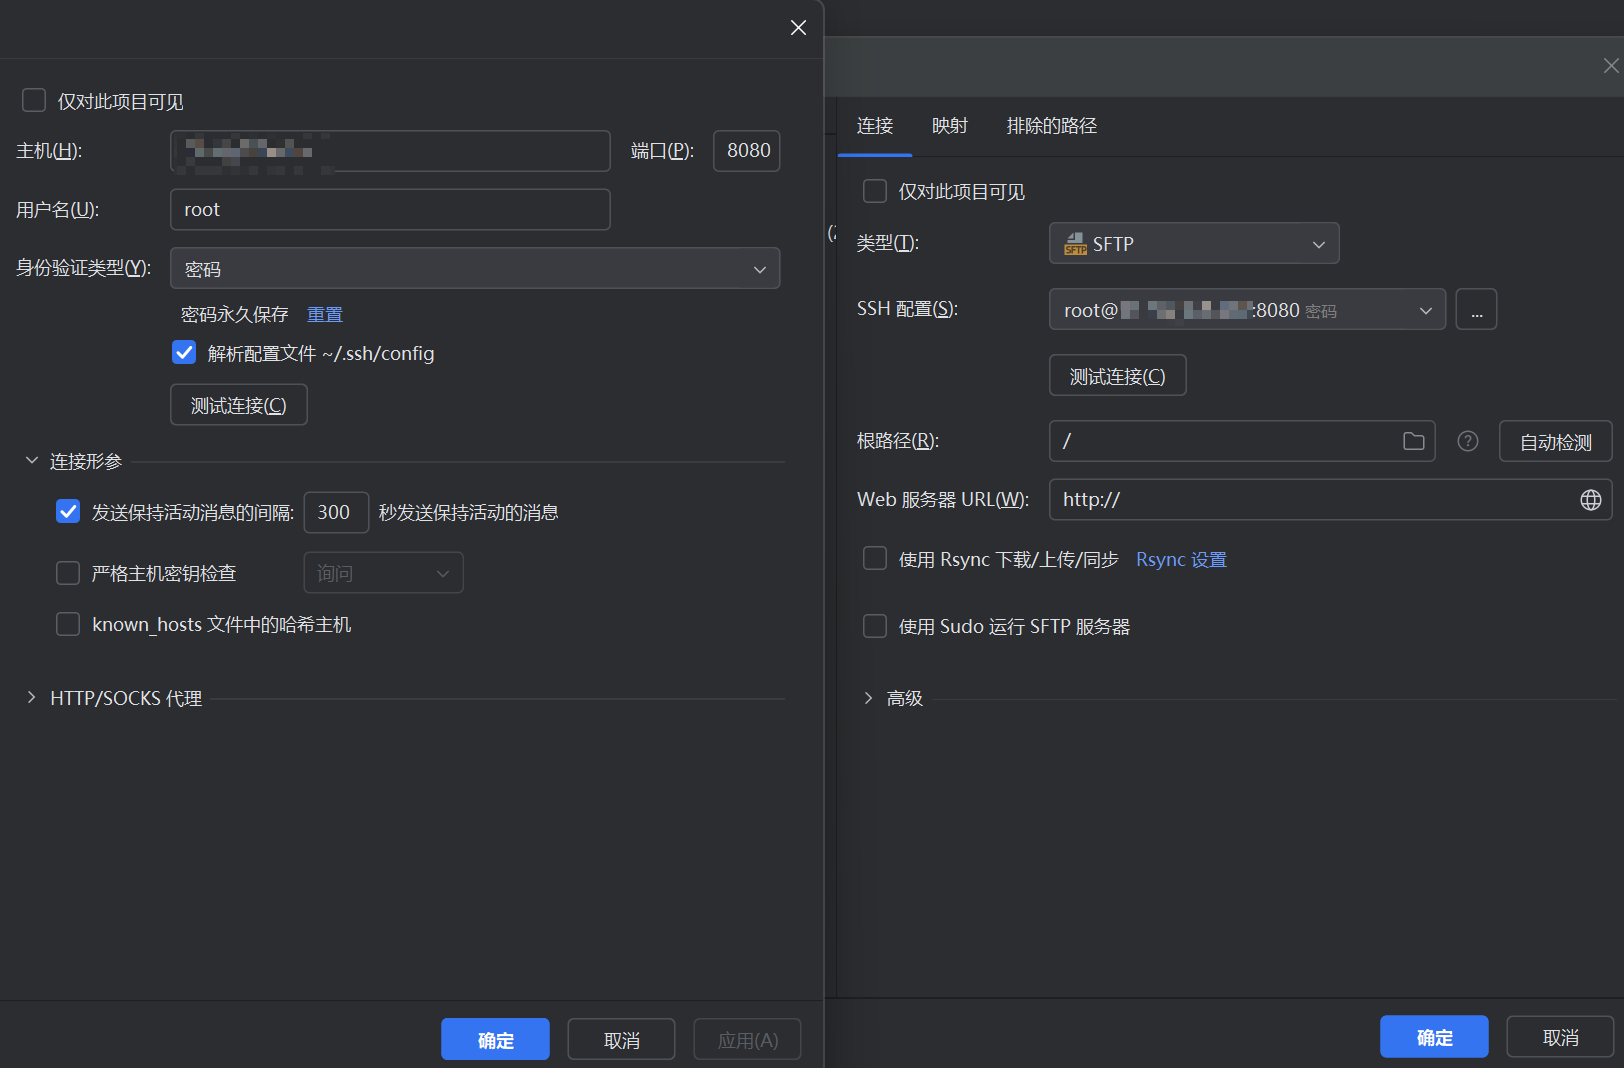 仅对此项目可见
主机(H):
端口(P): 8080
用户名(U): root
身份验证类型(Y): 密码
密码永久保存 重置
解析配置文件 ~/.ssh/config
测试连接(C)
连接形参
发送保持活动消息的间隔: 300 秒发送保持活动的消息
严格主机密钥检查 询问
known_hosts 文件中的哈希主机
HTTP/SOCKS 代理
确定 取消 应用(A)
连接 映射 排除的路径
仅对此项目可见
类型(T): SFTP
SSH 配置(S): root@ :8080 密码 ...
测试连接(C)
根路径(R): / ? 自动检测
Web 服务器 URL(W): http://
使用 Rsync 下载/上传/同步 Rsync 设置
使用 Sudo 运行 SFTP 服务器
高级
确定 取消